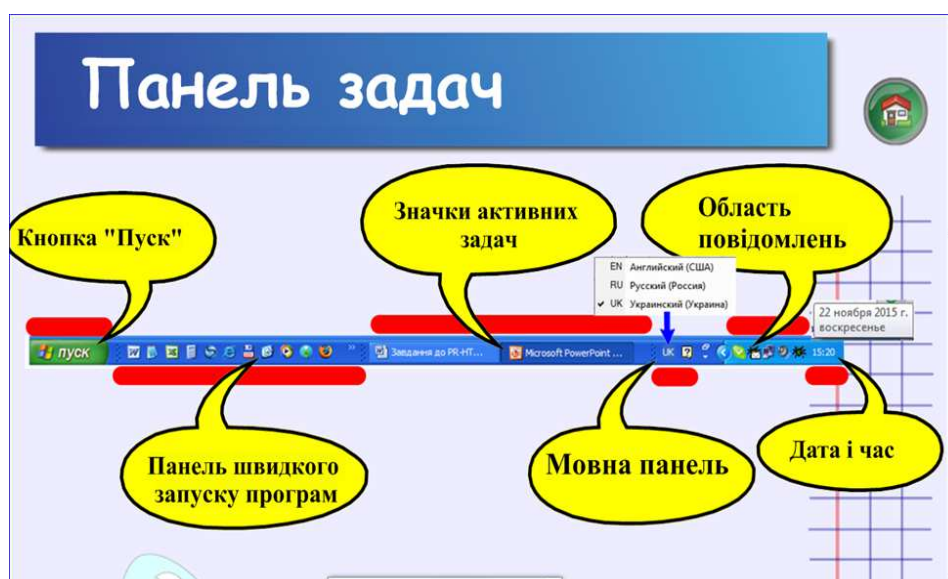 Панель задач
Кнопка "Пуск"
Значки активних
задач
Область
повідомлень
EN Английский (США)
RU Русский (Россия)
✓ UK Украинский (Украина)
22 ноября 2015 г.
воскресенье
пуск
Завдання до PR-НТ...
Microsoft PowerPoint ...
UK
15:20
Панель швидкого
запуску програм
Мовна панель
Дата і час